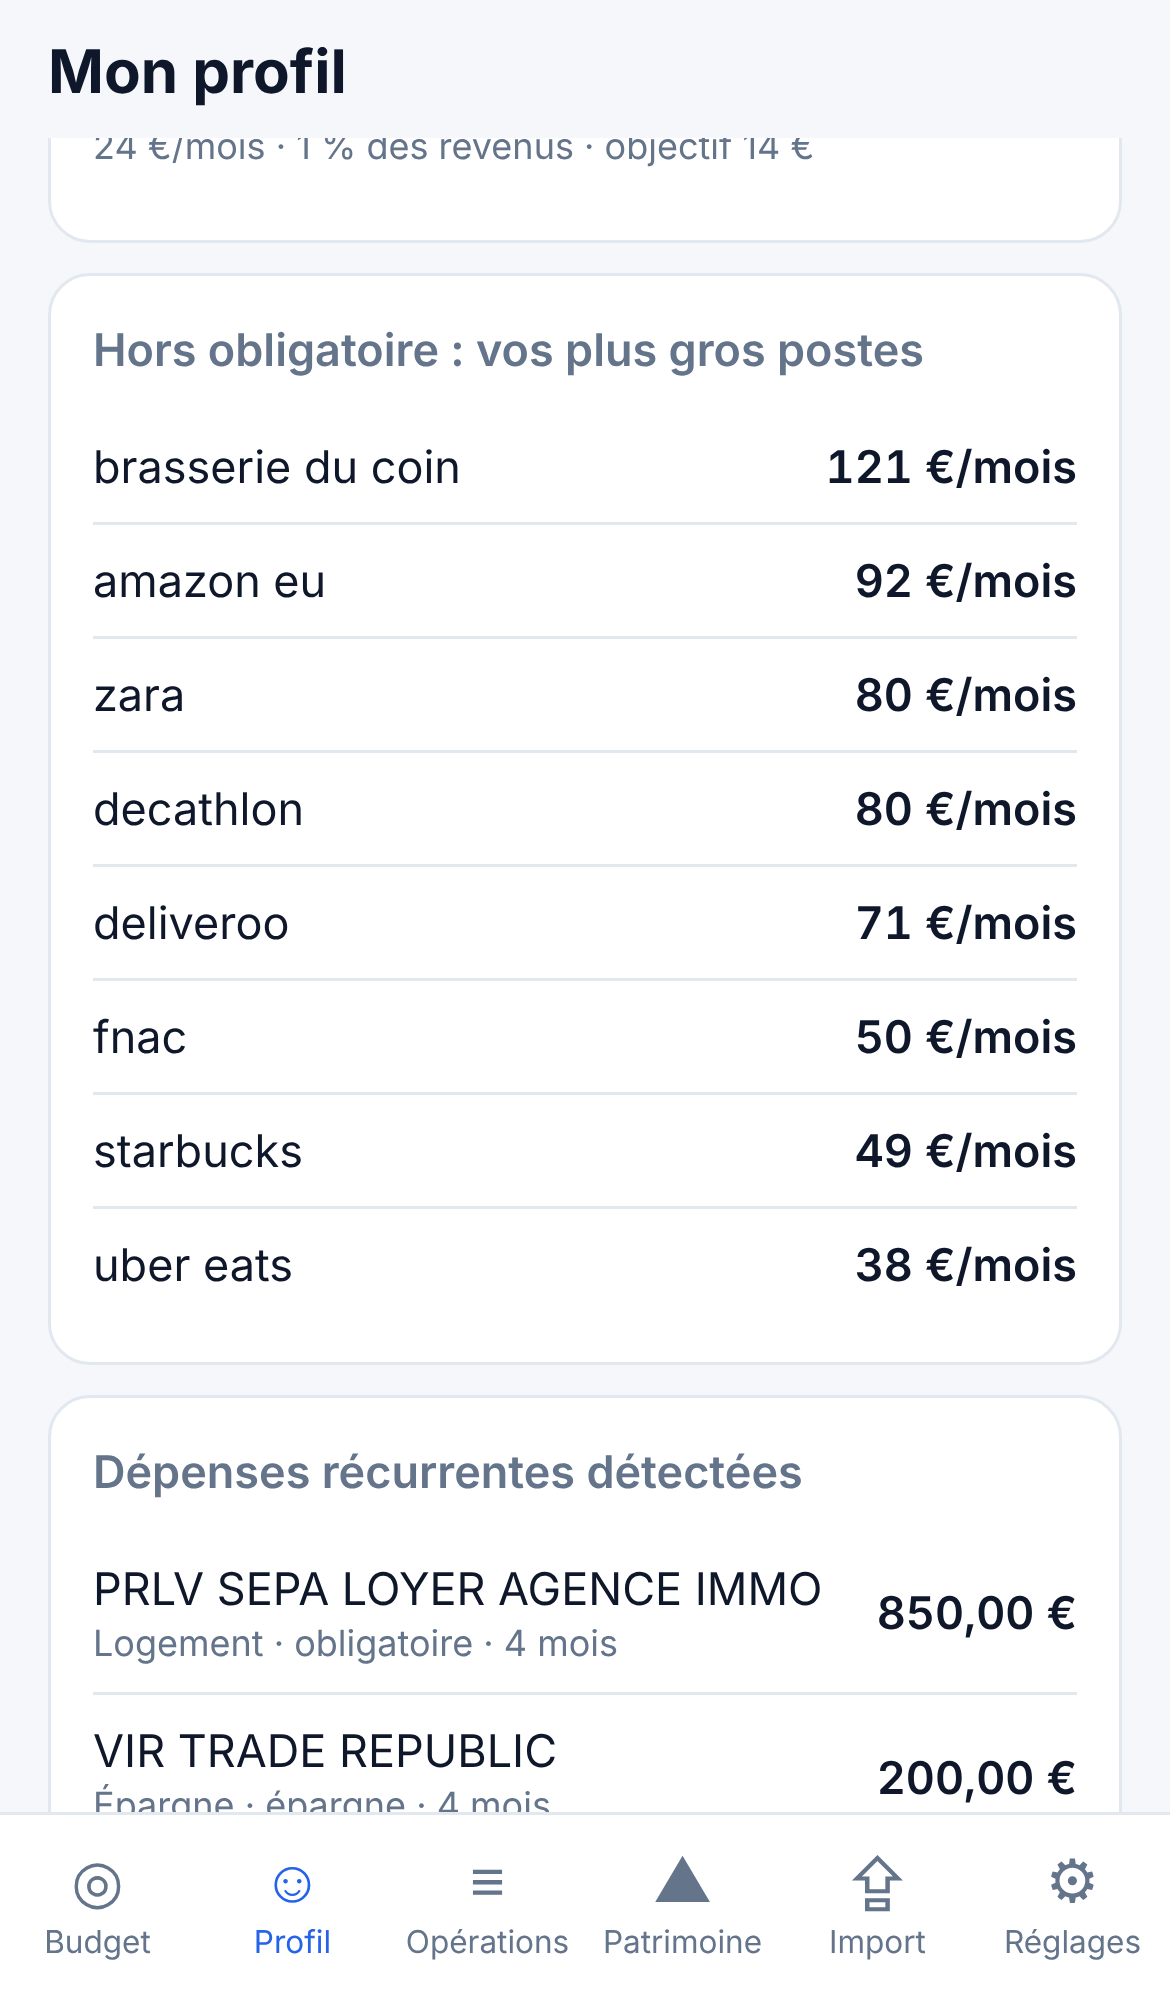 Mon profil
24 €/mois · 1 % des revenus · objectif 14 €
Hors obligatoire : vos plus gros postes
brasserie du coin 121 €/mois
amazon eu 92 €/mois
zara 80 €/mois
decathlon 80 €/mois
deliveroo 71 €/mois
fnac 50 €/mois
starbucks 49 €/mois
uber eats 38 €/mois
Dépenses récurrentes détectées
PRLV SEPA LOYER AGENCE IMMO 850,00 €
Logement · obligatoire · 4 mois
VIR TRADE REPUBLIC 200,00 €
Épargne · épargne · 4 mois
Budget Profil Opérations Patrimoine Import Réglages